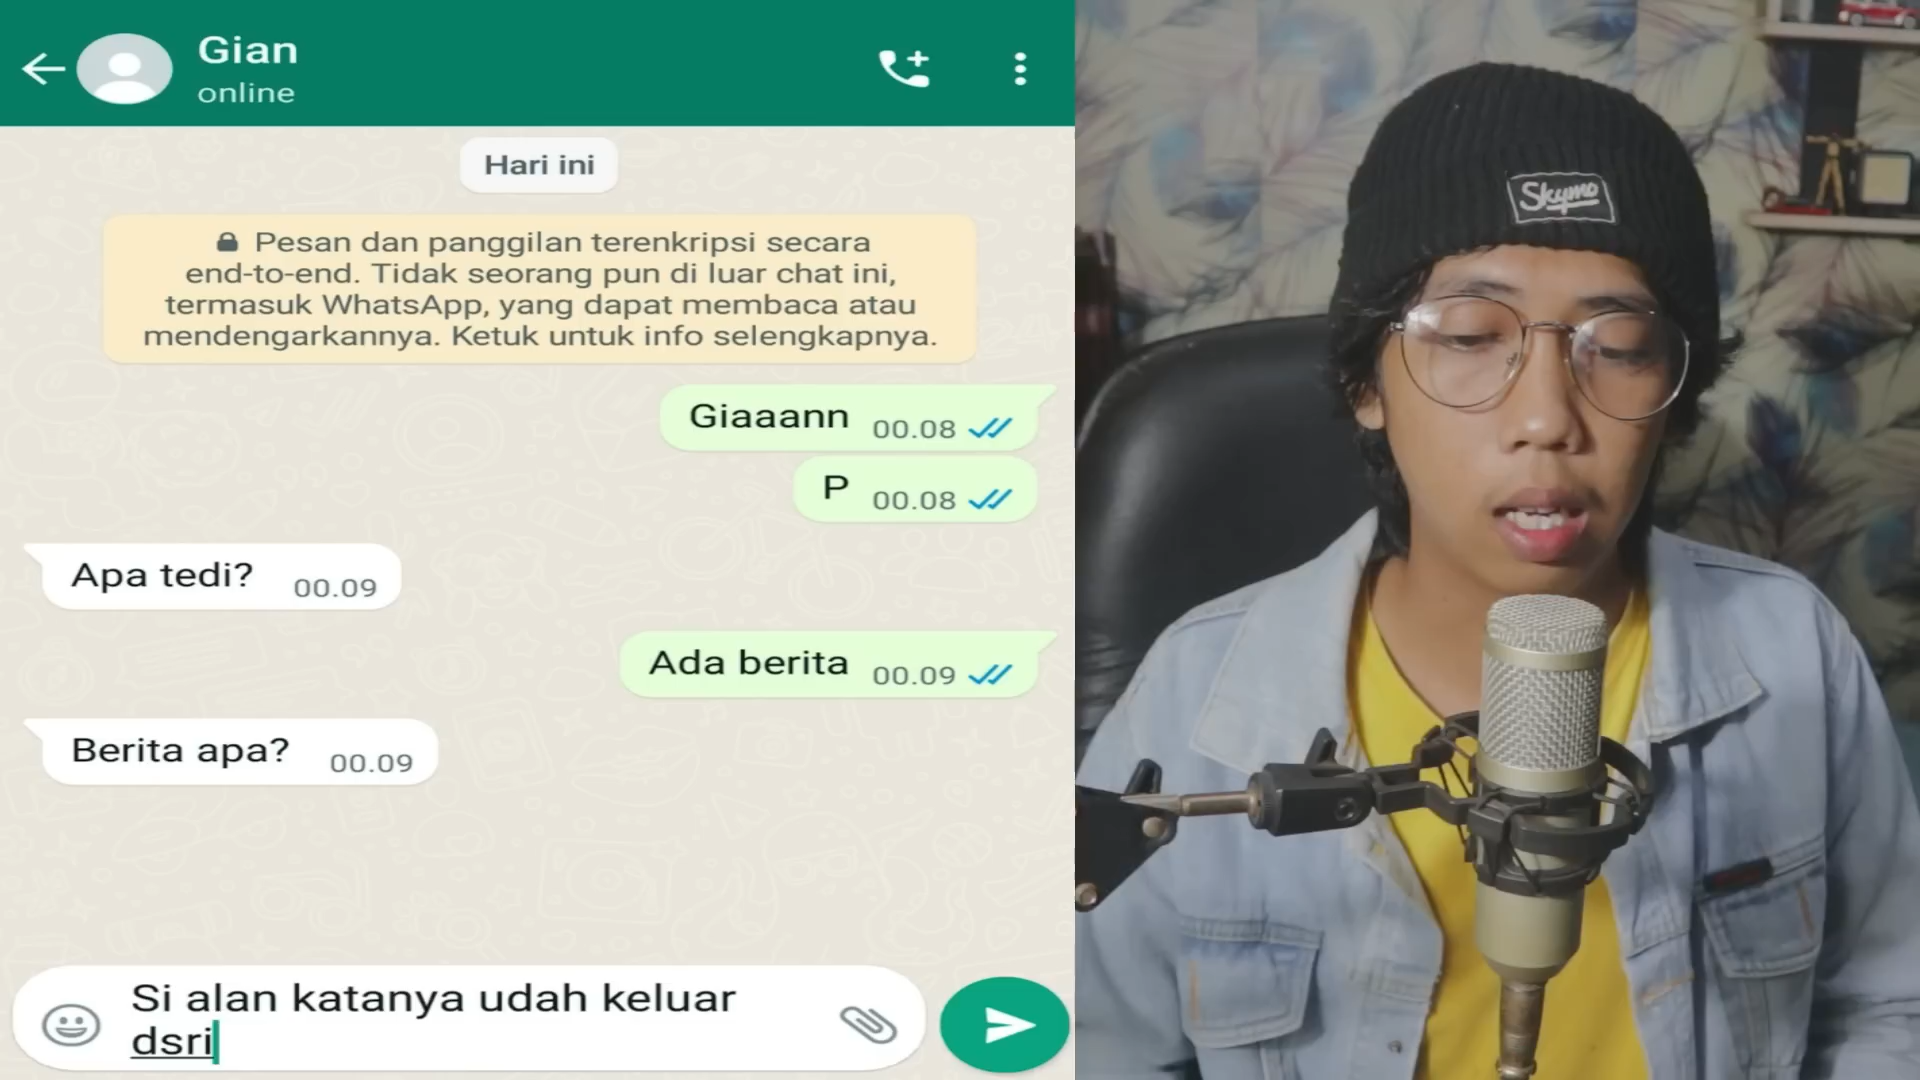 Gian
online
Hari ini
Pesan dan panggilan terenkripsi secara
end-to-end. Tidak seorang pun di luar chat ini,
termasuk WhatsApp, yang dapat membaca atau
mendengarkannya. Ketuk untuk info selengkapnya.
Giaaann 00.08
P 00.08
Apa tedi? 00.09
Ada berita 00.09
Berita apa? 00.09
Si alan katanya udah keluar
dsri
Skymo